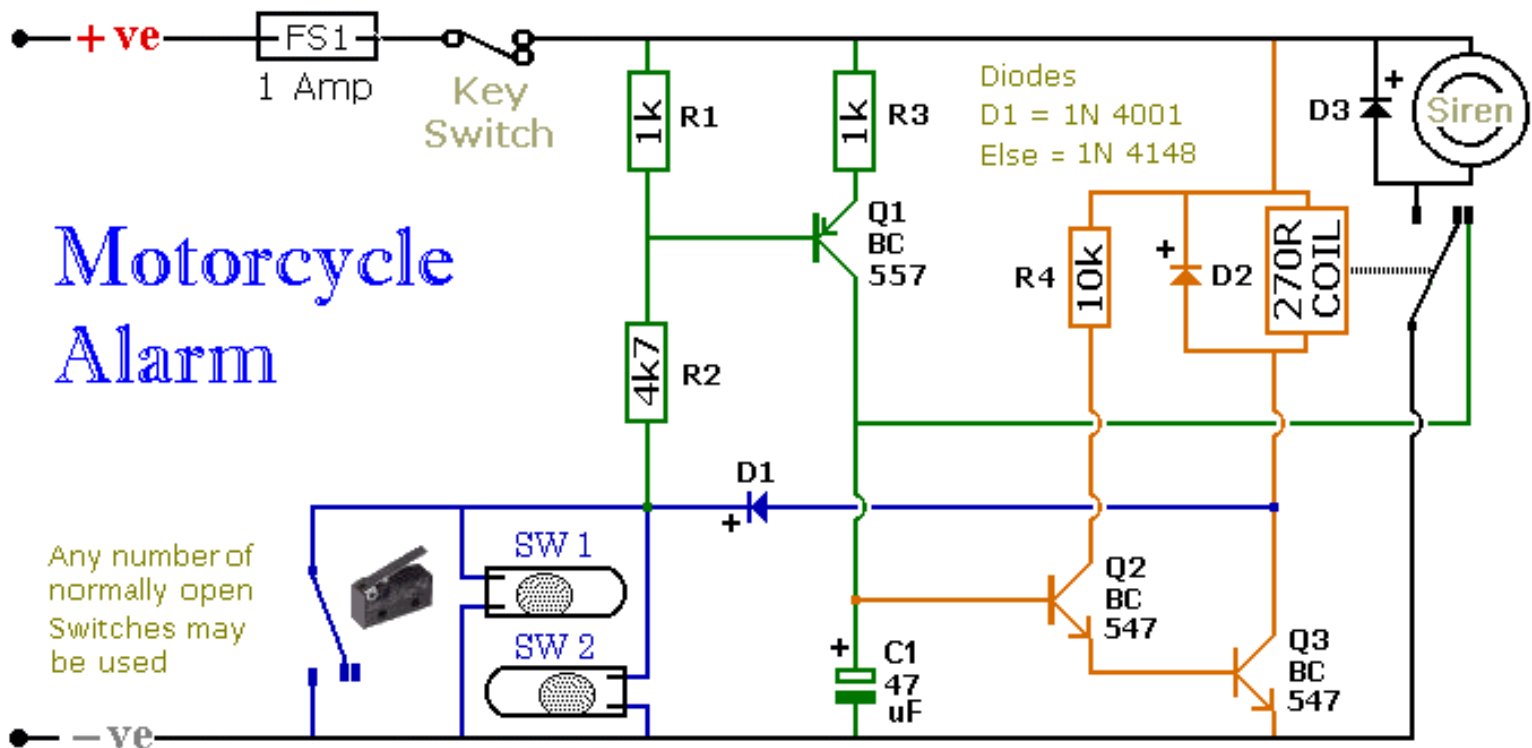 + ve
FS1
1 Amp
Key
Switch
1k
R1
1k
R3
Diodes
D1 = 1N 4001
Else = 1N 4148
D3
+
Siren
Motorcycle
Alarm
Q1
BC
557
R4
10k
+
D2
270R
COIL
4k7
R2
D1
+
Any number of
normally open
Switches may
be used
SW 1
SW 2
Q2
BC
547
+
C1
47
uF
Q3
BC
547
− ve